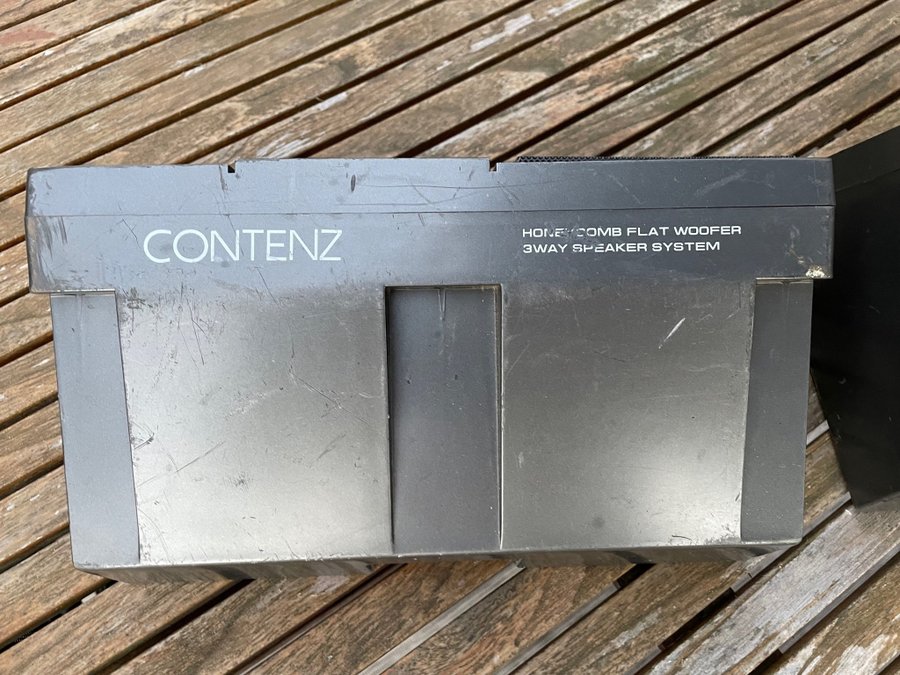 CONTENZ
HONEYCOMB FLAT WOOFER
3WAY SPEAKER SYSTEM